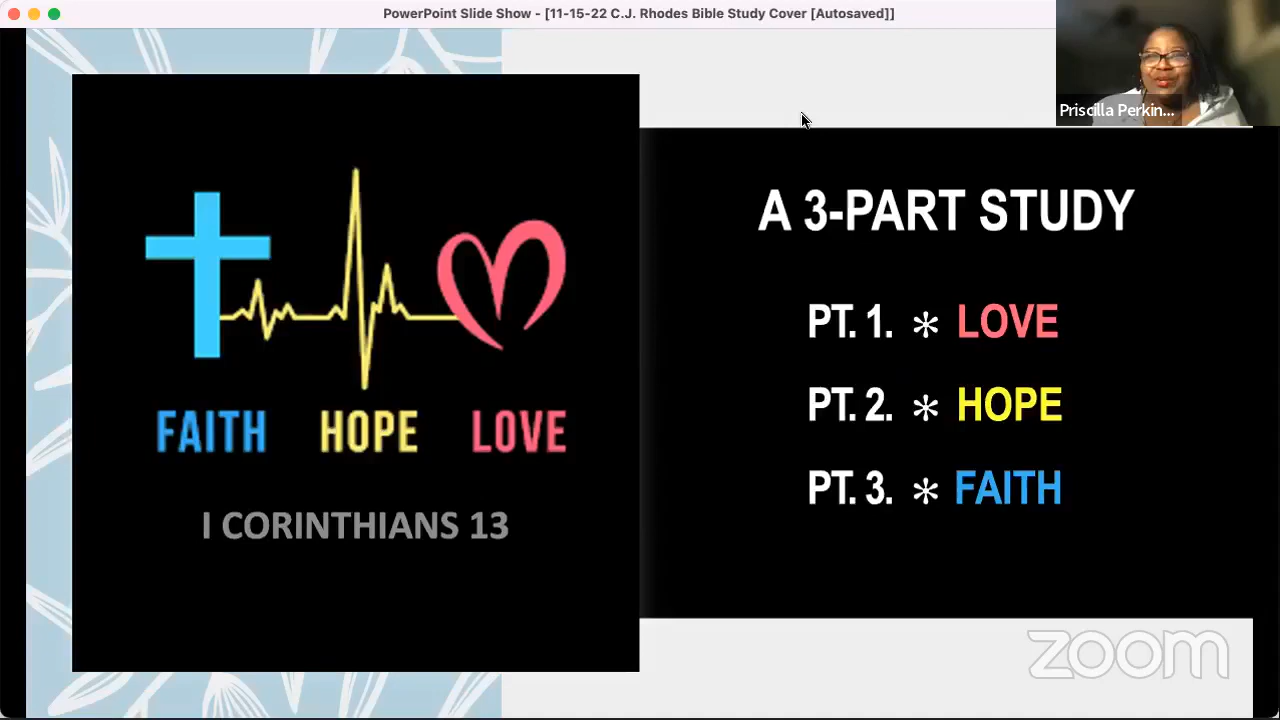 PowerPoint Slide Show - [11-15-22 C.J. Rhodes Bible Study Cover [Autosaved]]
Priscilla Perkin...
A 3-PART STUDY
PT. 1. * LOVE
PT. 2. * HOPE
PT. 3. * FAITH
FAITH HOPE LOVE
I CORINTHIANS 13
zoom